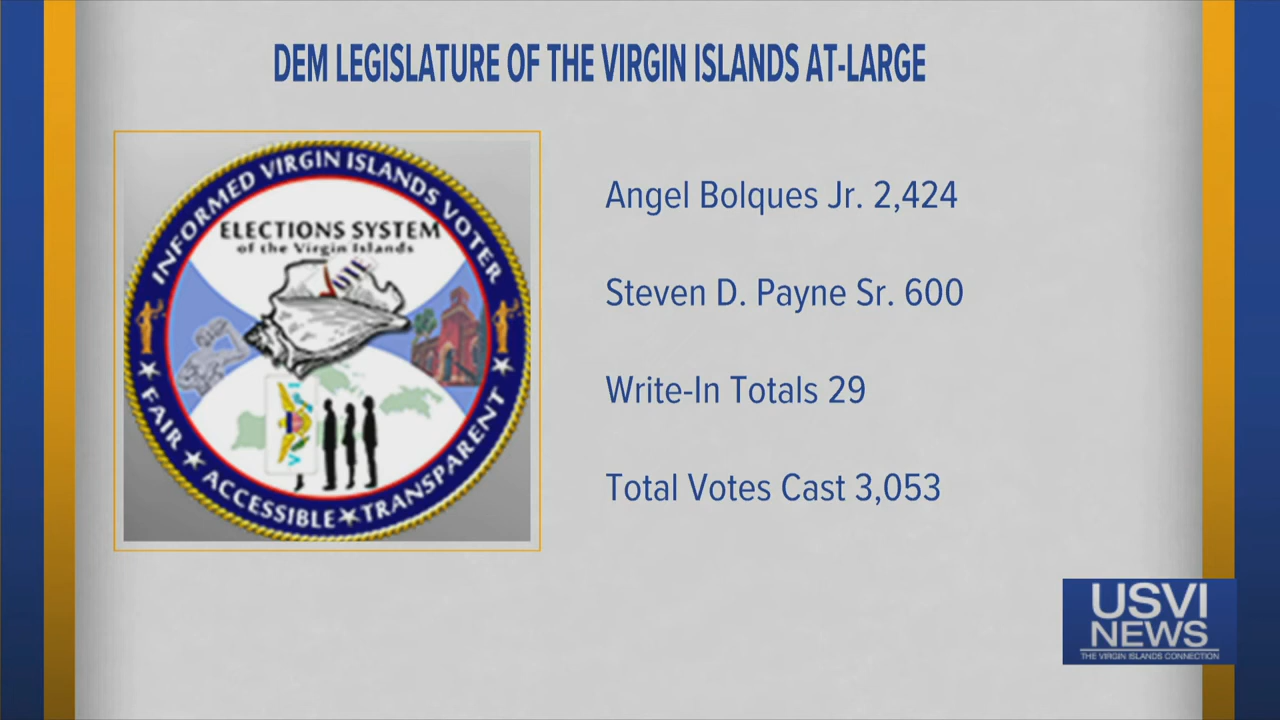 DEM LEGISLATURE OF THE VIRGIN ISLANDS AT-LARGE
INFORMED VIRGIN ISLANDS VOTER
ELECTIONS SYSTEM
of the Virgin Islands
FAIR ★ ACCESSIBLE ★ TRANSPARENT
Angel Bolques Jr. 2,424
Steven D. Payne Sr. 600
Write-In Totals 29
Total Votes Cast 3,053
USVI
NEWS
THE VIRGIN ISLANDS CONNECTION